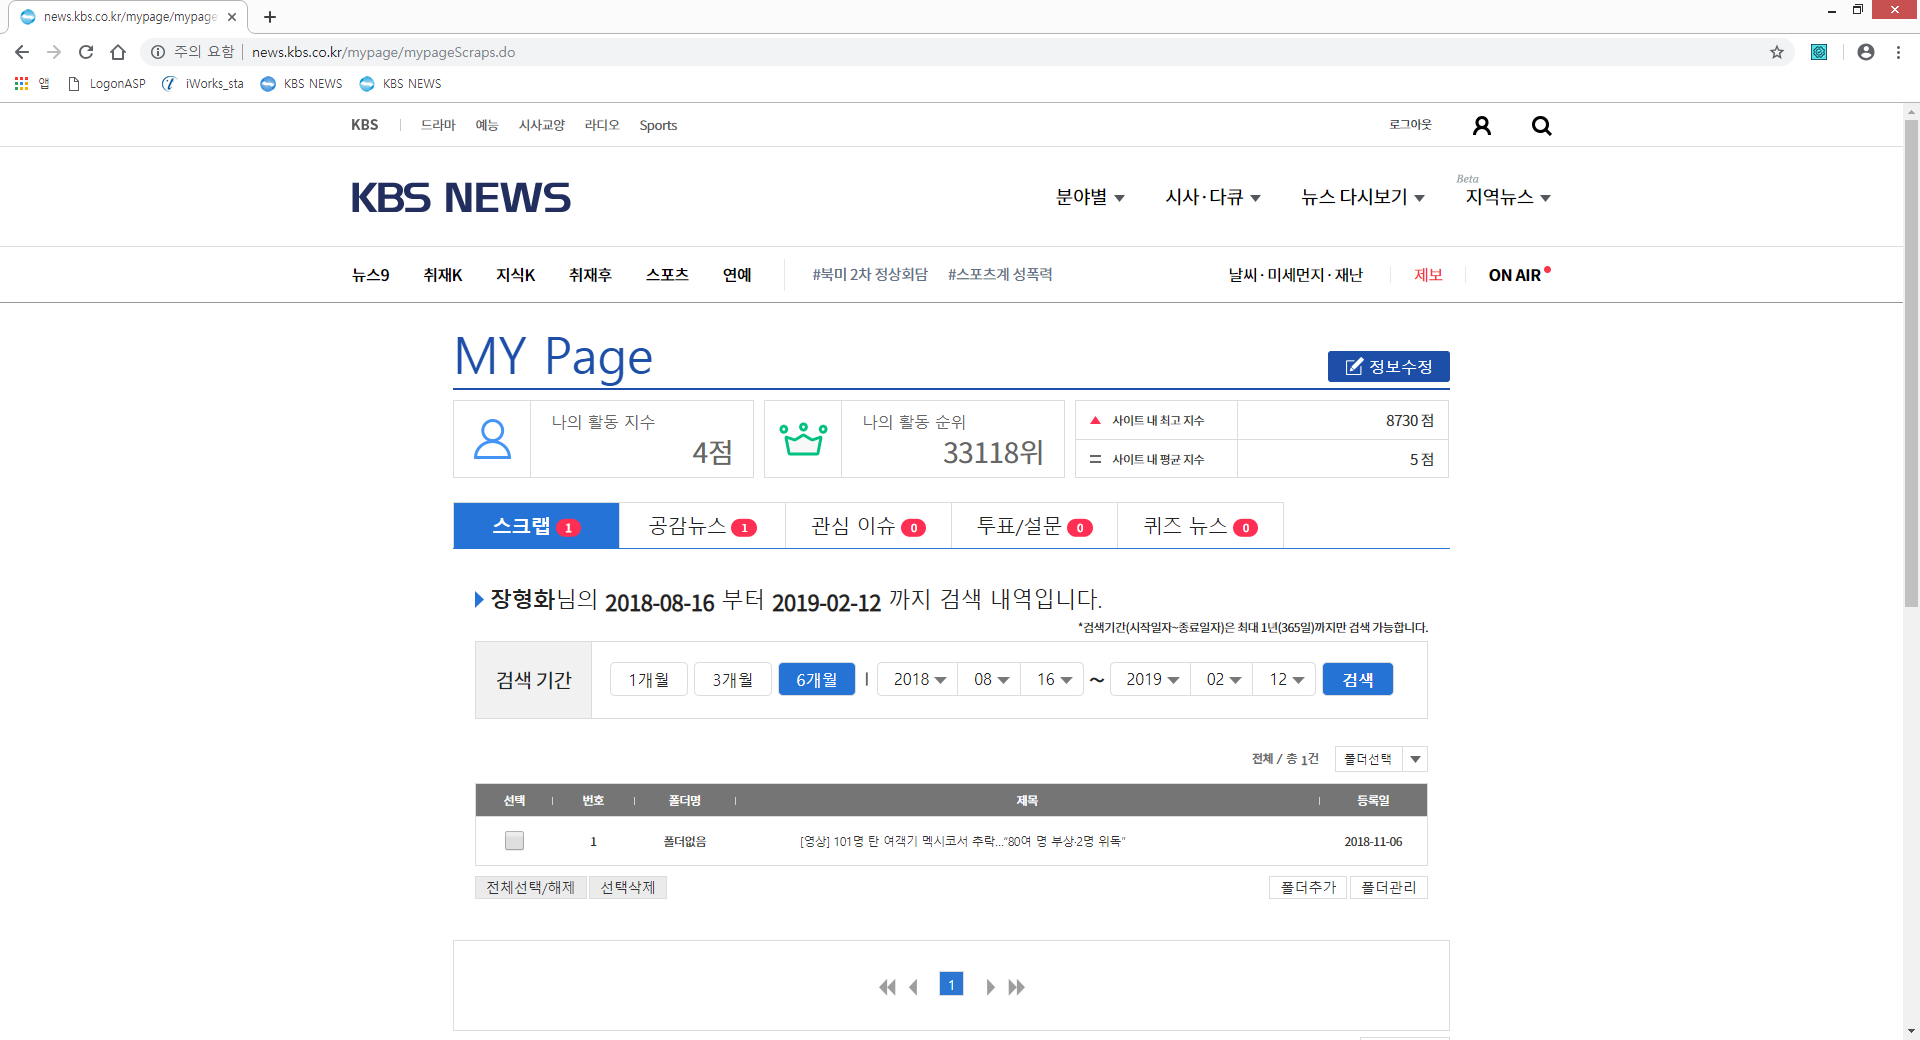 news.kbs.co.kr/mypage/mypage
주의 요함 | news.kbs.co.kr/mypage/mypageScraps.do
앱 LogonASP iWorks_sta KBS NEWS KBS NEWS
KBS 드라마 예능 시사교양 라디오 Sports 로그아웃
Beta
KBS NEWS 분야별 시사·다큐 뉴스 다시보기 지역뉴스
뉴스9 취재K 지식K 취재후 스포츠 연예 #북미 2차 정상회담 #스포츠계 성폭력 날씨·미세먼지·재난 제보 ON AIR
MY Page 정보수정
나의 활동 지수 나의 활동 순위 사이트 내 최고 지수 8730 점
4점 33118위 사이트 내 평균 지수 5 점
스크랩 1 공감뉴스 1 관심 이슈 0 투표/설문 0 퀴즈 뉴스 0
장형화님의 2018-08-16 부터 2019-02-12 까지 검색 내역입니다.
*검색기간(시작일자~종료일자)은 최대 1년(365일)까지만 검색 가능합니다.
검색 기간 1개월 3개월 6개월 | 2018 08 16 ~ 2019 02 12 검색
전체 / 총 1건 폴더선택
선택 번호 폴더명 제목 등록일
1 폴더없음 [영상] 101명 탄 여객기 멕시코서 추락…“80여 명 부상·2명 위독” 2018-11-06
전체선택/해제 선택삭제 폴더추가 폴더관리
1